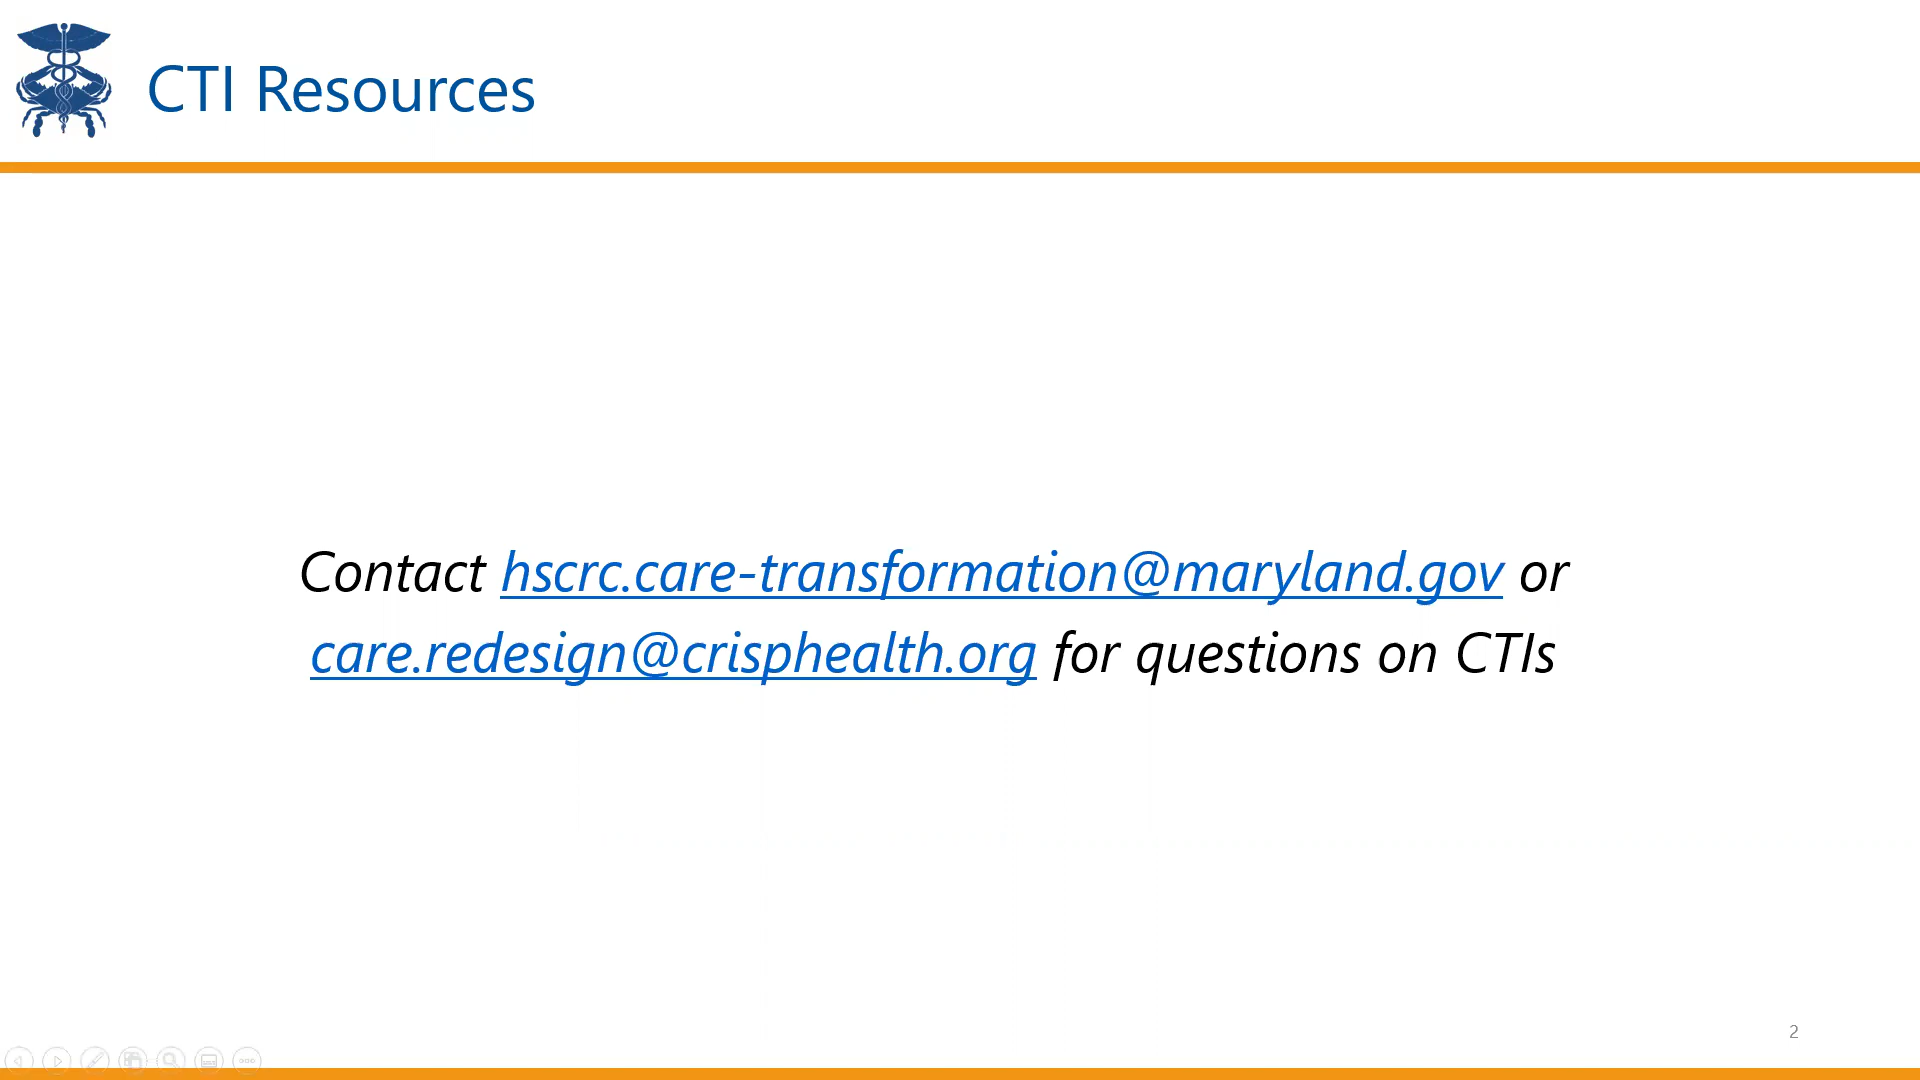 CTI Resources
Contact hscrc.care-transformation@maryland.gov or
care.redesign@crisphealth.org for questions on CTIs
2